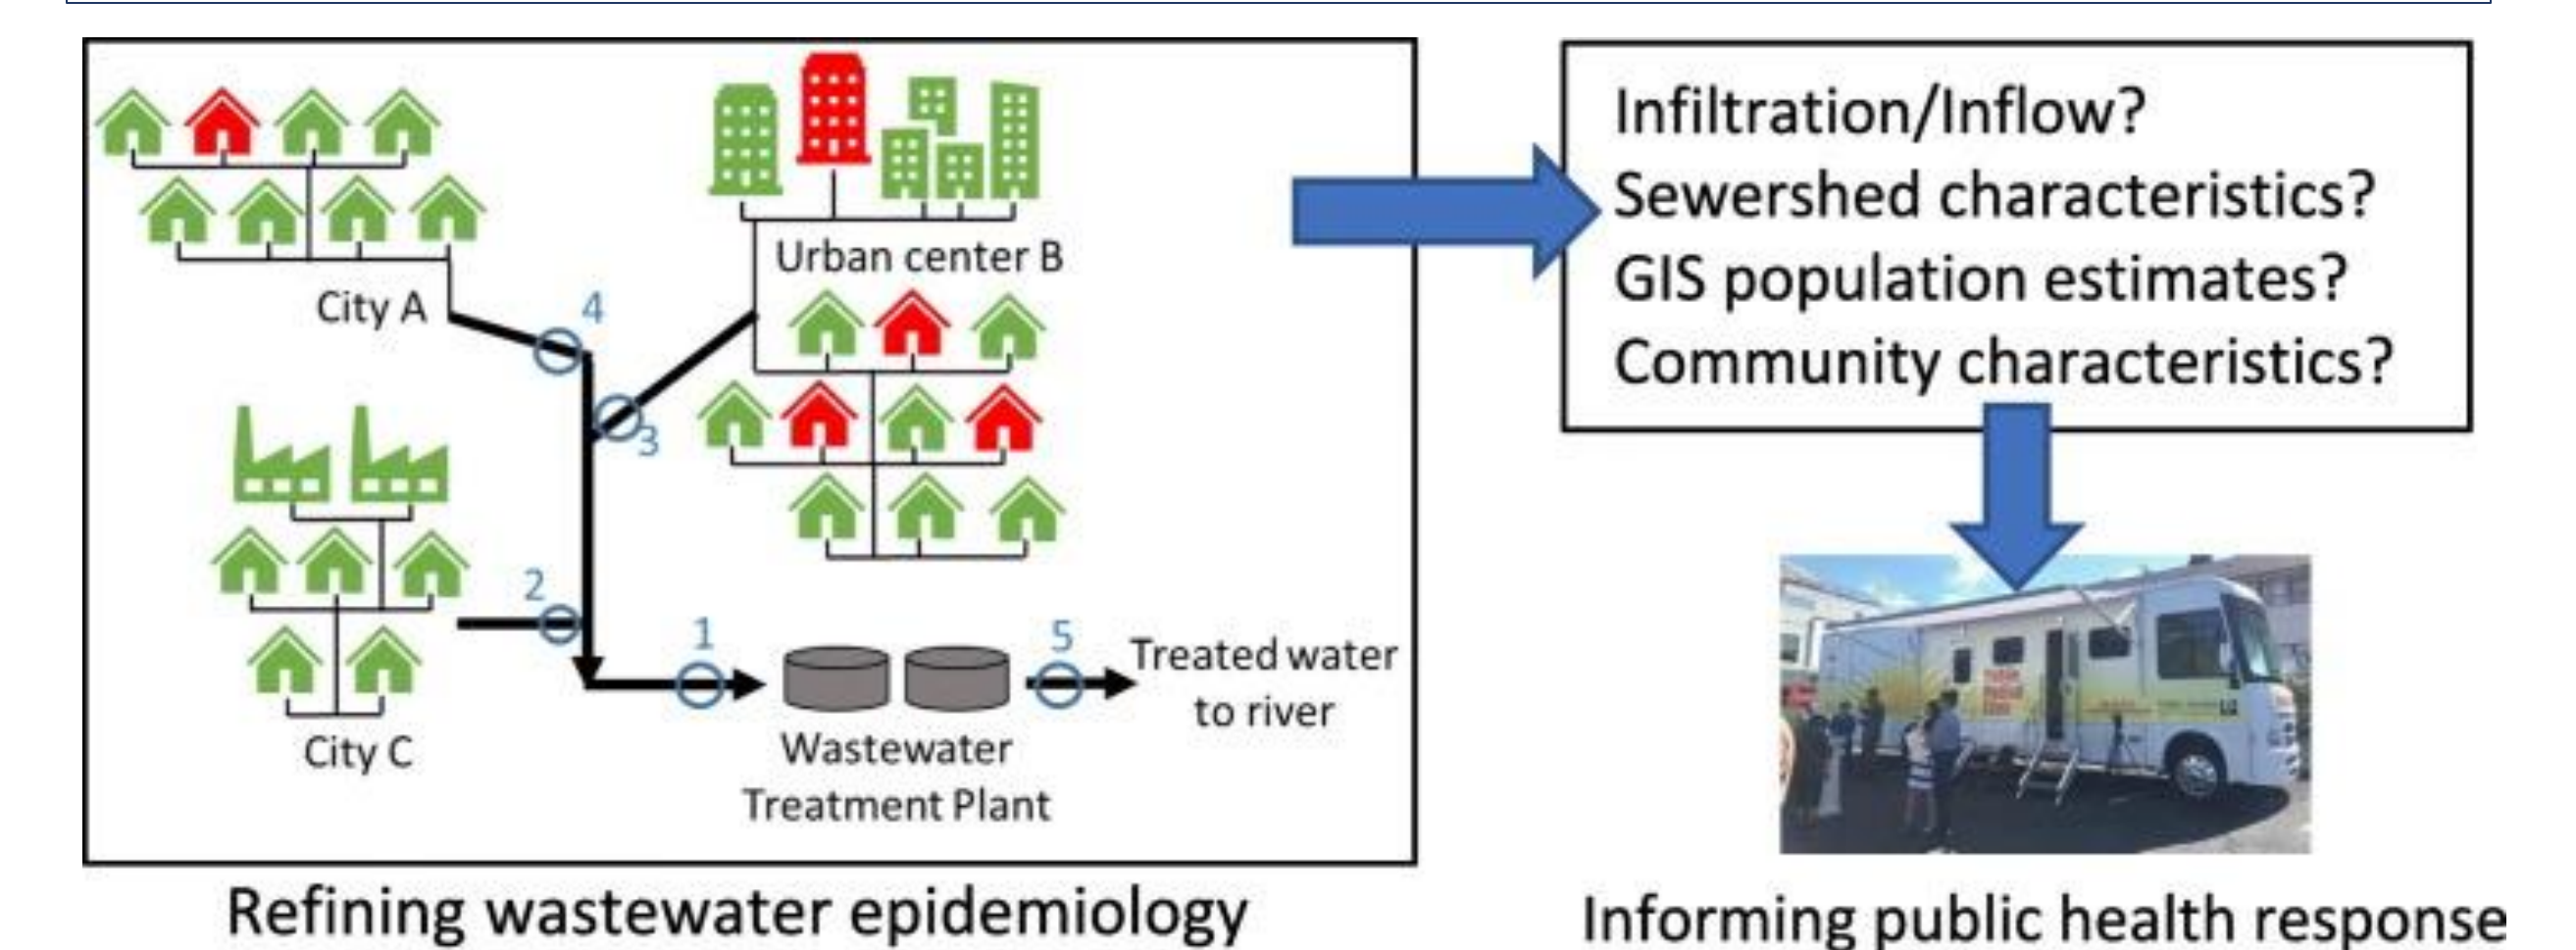 City A
4
Urban center B
3
City C
2
1
5
Treated water
to river
Wastewater
Treatment Plant
Refining wastewater epidemiology
Infiltration/Inflow?
Sewershed characteristics?
GIS population estimates?
Community characteristics?
Informing public health response